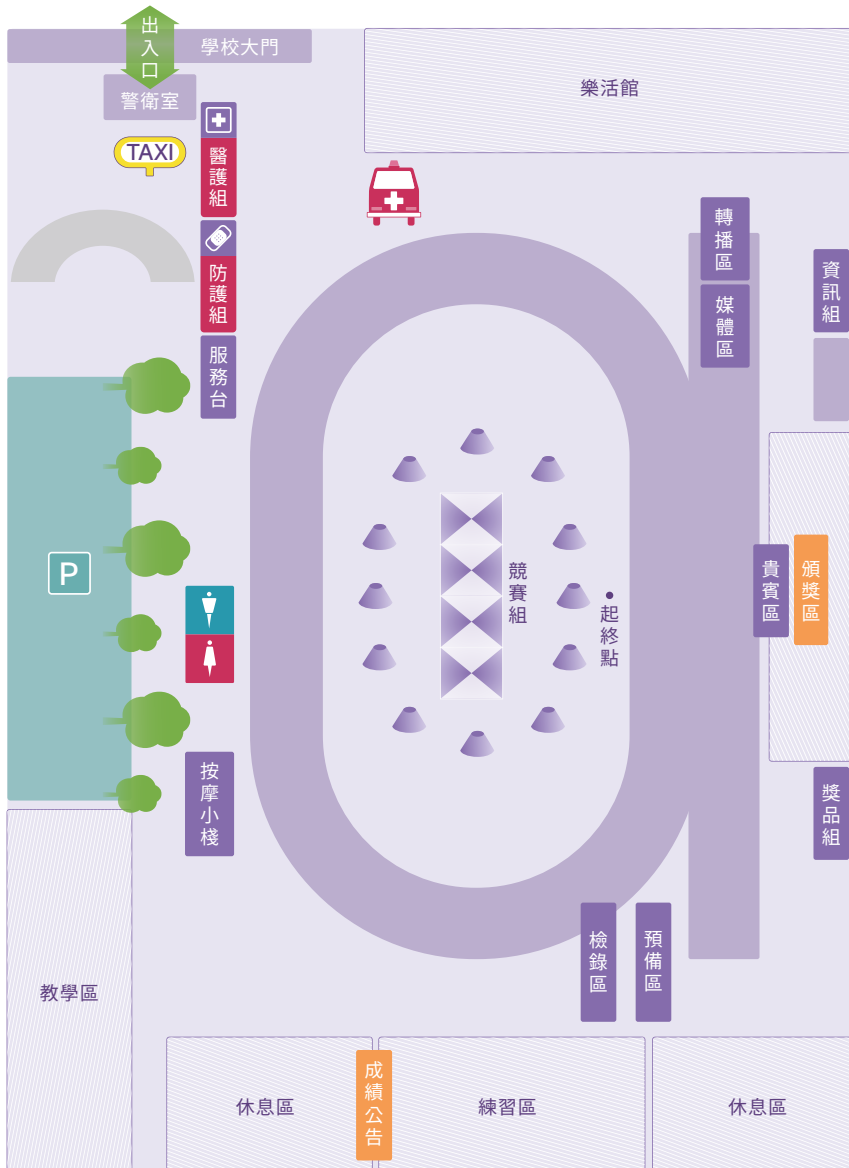 出入口
學校大門
警衛室
TAXI
醫護組
防護組
服務台
樂活館
轉播區
媒體區
資訊組
P
競賽組
起終點
貴賓區
頒獎區
按摩小棧
獎品組
檢錄區
預備區
教學區
休息區
成績公告
練習區
休息區